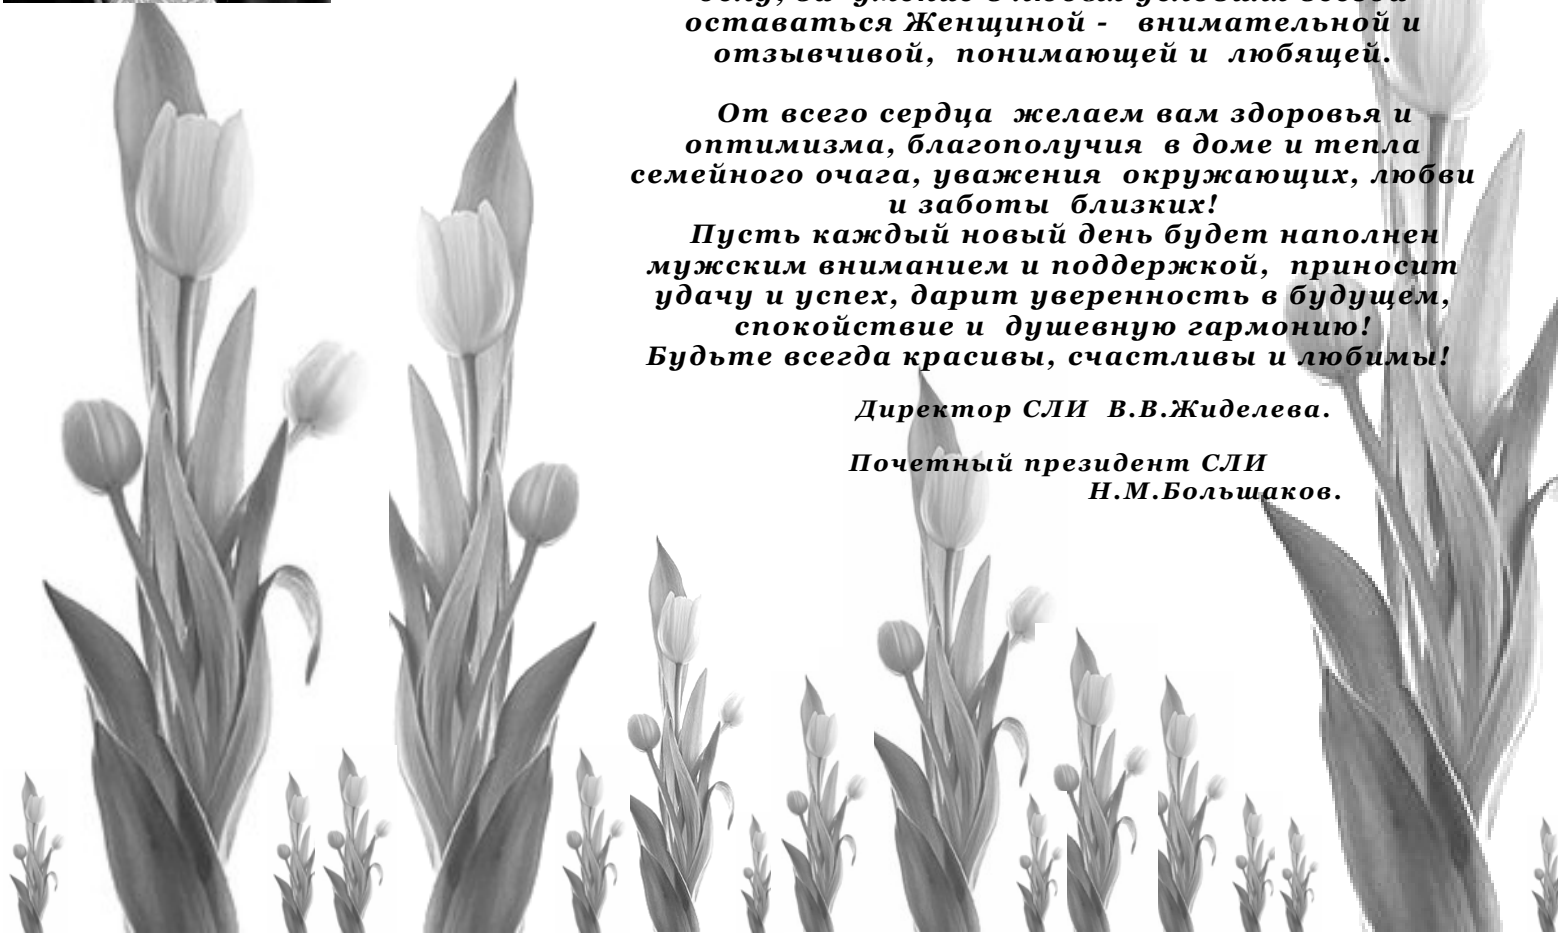 оставаться Женщиной - внимательной и
отзывчивой, понимающей и любящей.
От всего сердца желаем вам здоровья и
оптимизма, благополучия в доме и тепла
семейного очага, уважения окружающих, любви
и заботы близких!
Пусть каждый новый день будет наполнен
мужским вниманием и поддержкой, приносит
удачу и успех, дарит уверенность в будущем,
спокойствие и душевную гармонию!
Будьте всегда красивы, счастливы и любимы!
Директор СЛИ В.В.Жиделева.
Почетный президент СЛИ
Н.М.Большаков.